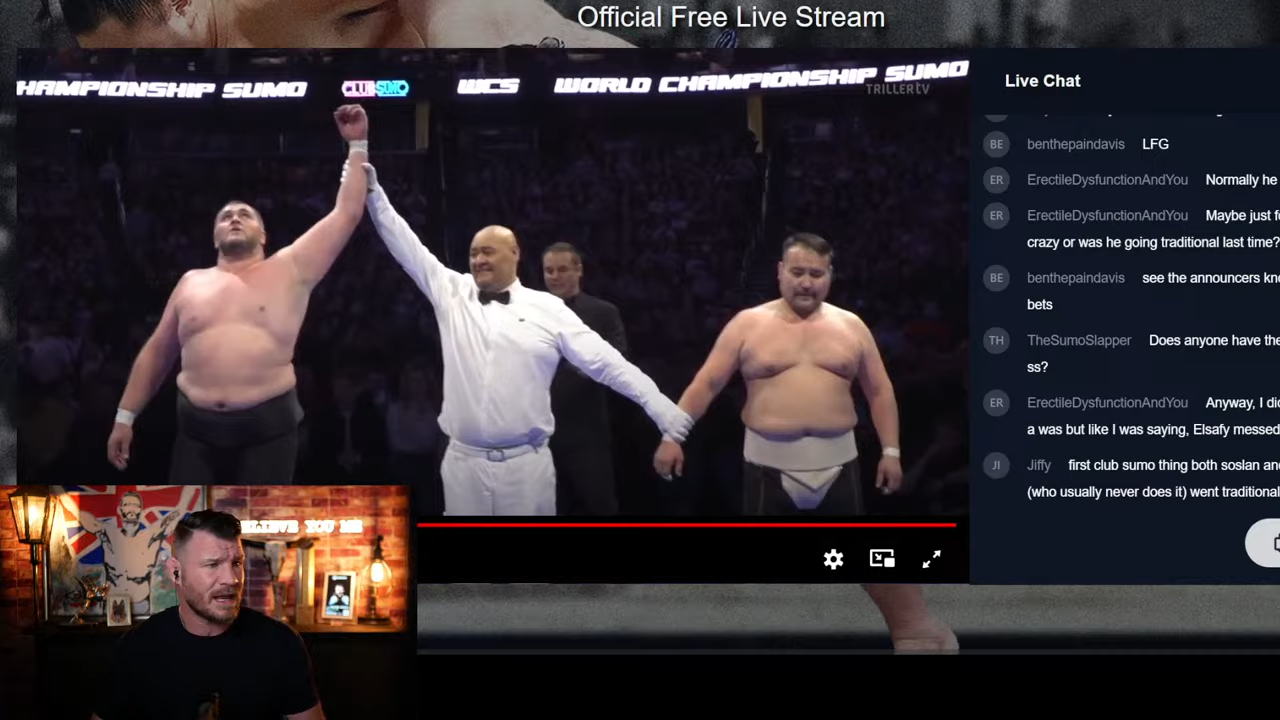 Official Free Live Stream
HAMPIONSHIP SUMO CLUB SUMO WCS WORLD CHAMPIONSHIP SUMO
TRILLERTV
Live Chat
BE benthepaindavis LFG
ER ErectileDysfunctionAndYou Normally he
ER ErectileDysfunctionAndYou Maybe just f
crazy or was he going traditional last time?
BE benthepaindavis see the announcers kn
bets
TH TheSumoSlapper Does anyone have the
ss?
ER ErectileDysfunctionAndYou Anyway, I di
a was but like I was saying, Elsafy messed
JI Jiffy first club sumo thing both soslan an
(who usually never does it) went traditional
ELIEVE YOU ME